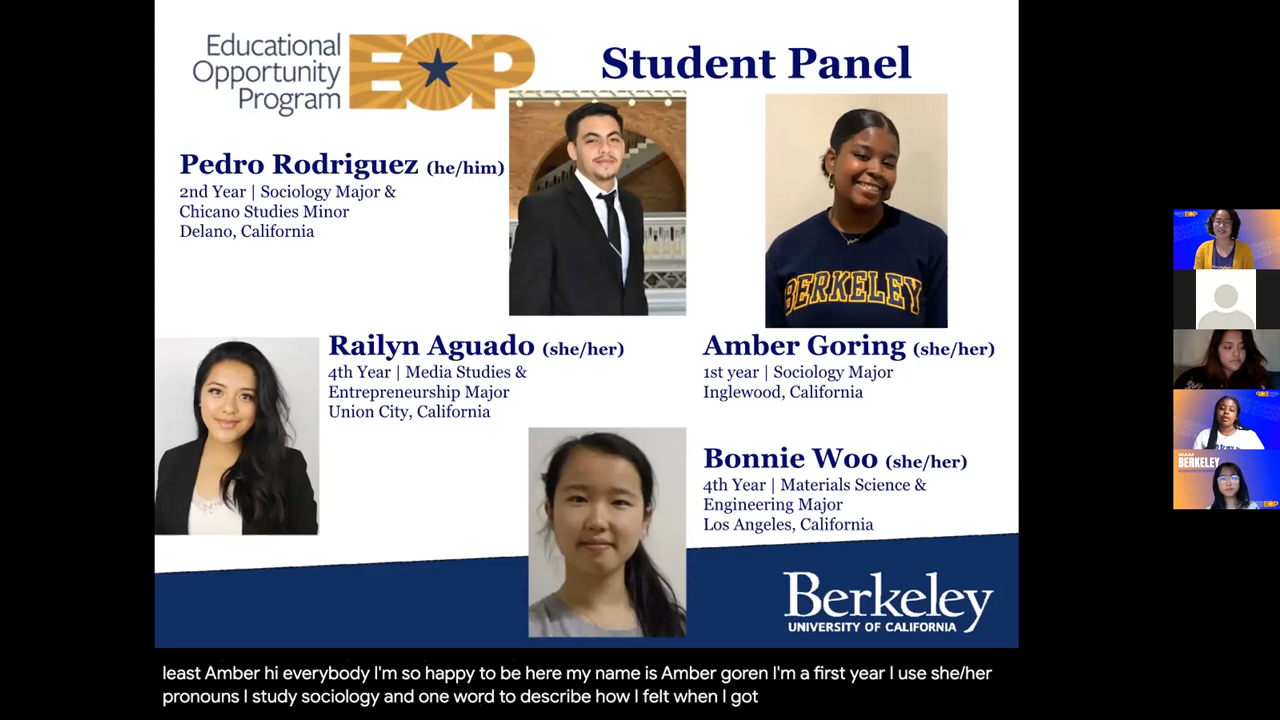 Educational
Opportunity
Program
EOP
Student Panel
Pedro Rodriguez (he/him)
2nd Year | Sociology Major &
Chicano Studies Minor
Delano, California
BERKELEY
Railyn Aguado (she/her)
4th Year | Media Studies &
Entrepreneurship Major
Union City, California
Amber Goring (she/her)
1st year | Sociology Major
Inglewood, California
Bonnie Woo (she/her)
4th Year | Materials Science &
Engineering Major
Los Angeles, California
Berkeley
UNIVERSITY OF CALIFORNIA
EOP
BERKELEY
EOP
least Amber hi everybody I'm so happy to be here my name is Amber goren I'm a first year I use she/her
pronouns I study sociology and one word to describe how I felt when I got